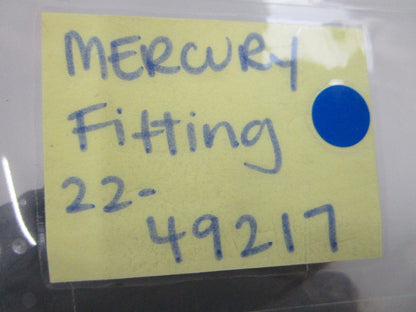 MERCURY
Fitting
22-
49217